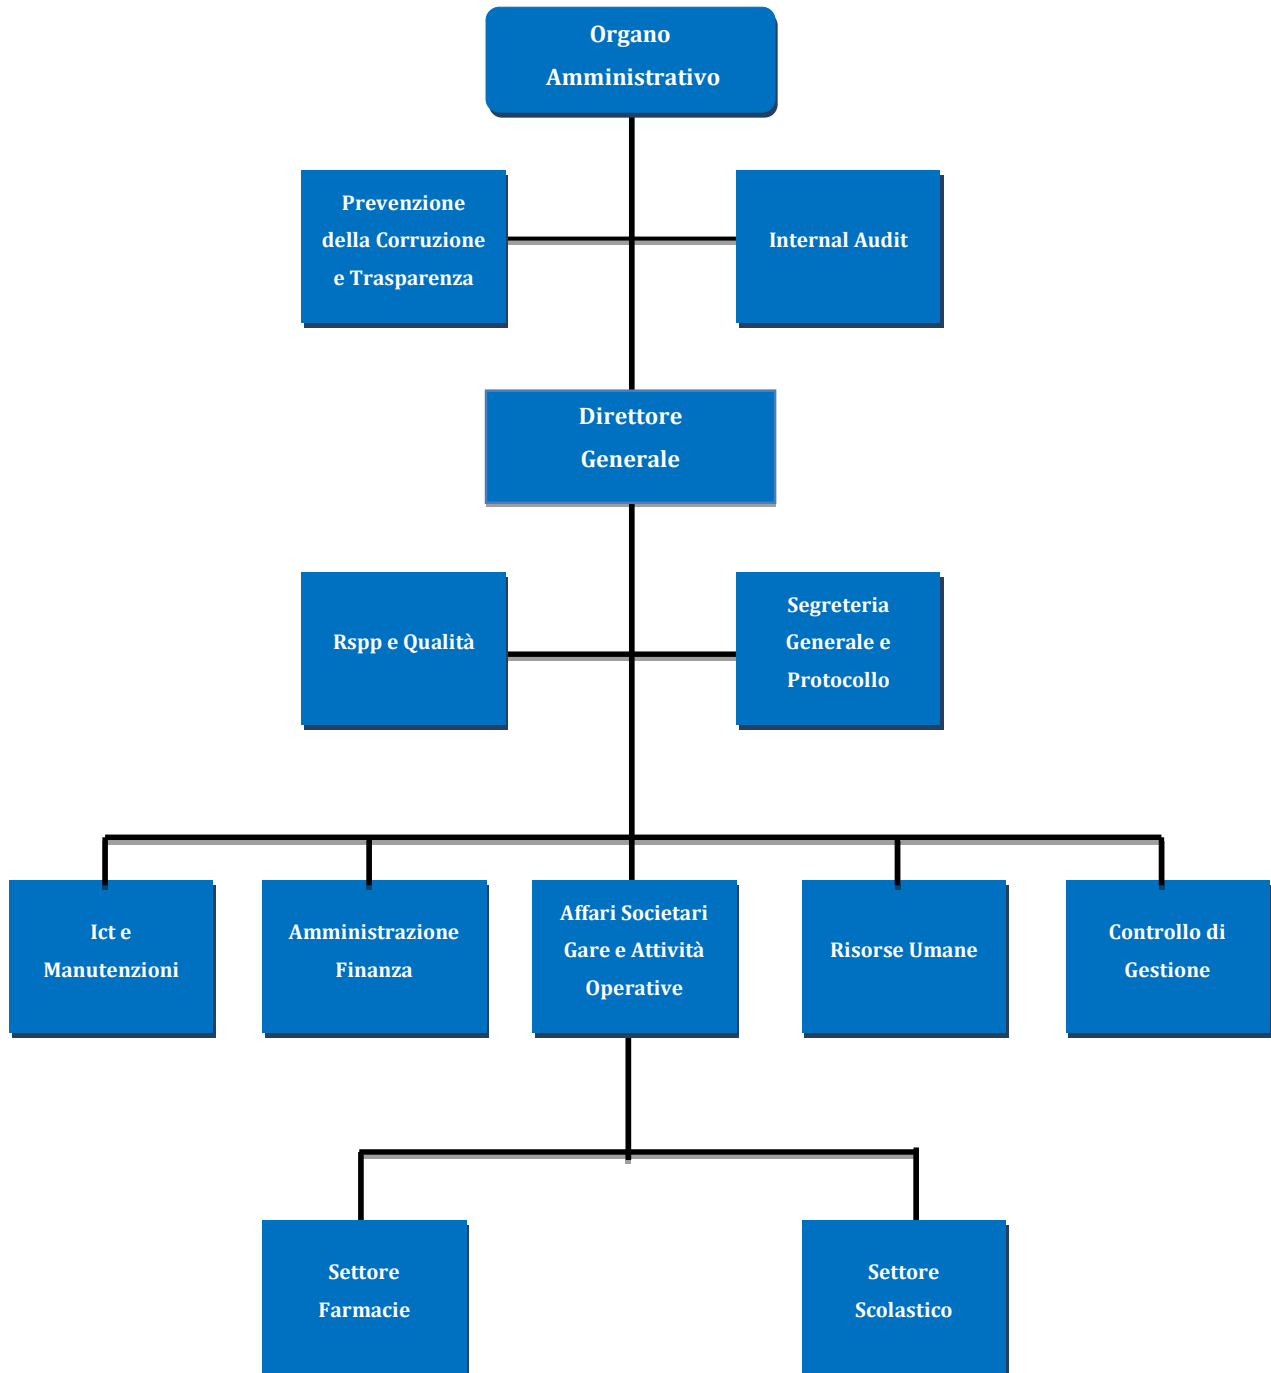 Organo
Amministrativo
Prevenzione
della Corruzione
e Trasparenza
Internal Audit
Direttore
Generale
Rspp e Qualità
Segreteria
Generale e
Protocollo
Ict e
Manutenzioni
Amministrazione
Finanza
Affari Societari
Gare e Attività
Operative
Risorse Umane
Controllo di
Gestione
Settore
Farmacie
Settore
Scolastico